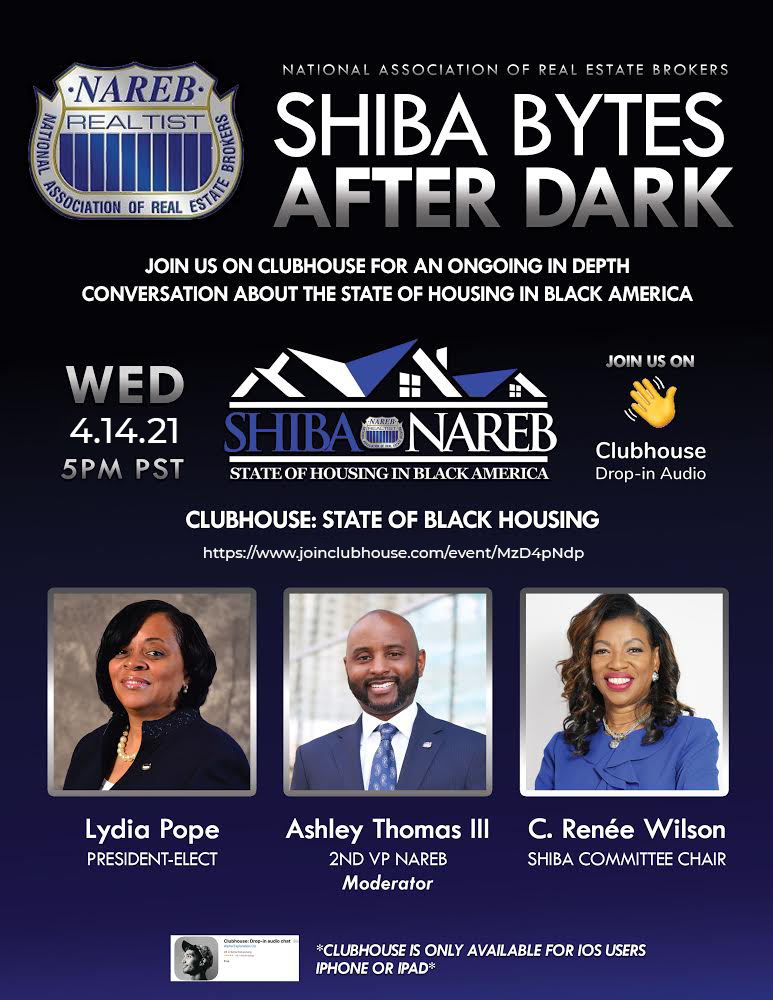 NATIONAL ASSOCIATION OF REAL ESTATE BROKERS
·NAREB·
REALTIST
NATIONAL ASSOCIATION OF REAL ESTATE BROKERS
SHIBA BYTES
AFTER DARK
JOIN US ON CLUBHOUSE FOR AN ONGOING IN DEPTH
CONVERSATION ABOUT THE STATE OF HOUSING IN BLACK AMERICA
WED
4.14.21
5PM PST
SHIBA NAREB REALTIST NAREB
STATE OF HOUSING IN BLACK AMERICA
JOIN US ON
Clubhouse
Drop-in Audio
CLUBHOUSE: STATE OF BLACK HOUSING
https://www.joinclubhouse.com/event/MzD4pNdp
Lydia Pope
PRESIDENT-ELECT
Ashley Thomas III
2ND VP NAREB
Moderator
C. Renée Wilson
SHIBA COMMITTEE CHAIR
Clubhouse: Drop-in audio chat
*CLUBHOUSE IS ONLY AVAILABLE FOR IOS USERS
IPHONE OR IPAD*